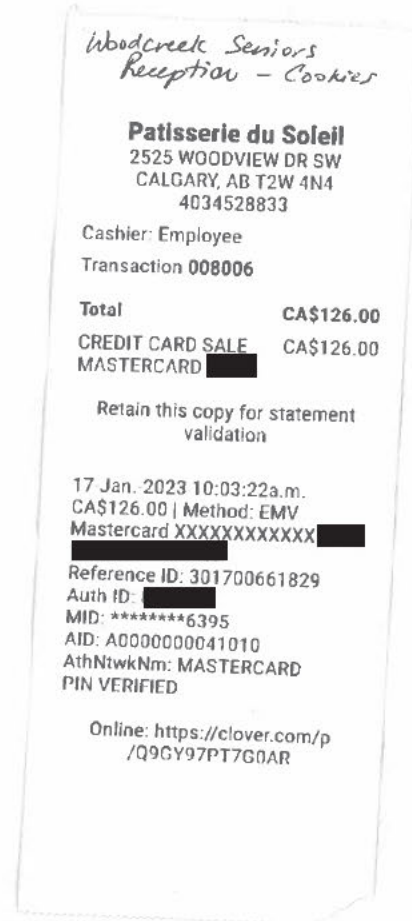 Woodcreek Seniors
Reception - Cookies
Patisserie du Soleil
2525 WOODVIEW DR SW
CALGARY, AB T2W 4N4
4034528833
Cashier: Employee
Transaction 008006
Total CA$126.00
CREDIT CARD SALE CA$126.00
MASTERCARD
Retain this copy for statement
validation
17 Jan. 2023 10:03:22a.m.
CA$126.00 | Method: EMV
Mastercard XXXXXXXXXXXX
Reference ID: 301700661829
Auth ID:
MID: ********6395
AID: A0000000041010
AthNtwkNm: MASTERCARD
PIN VERIFIED
Online: https://clover.com/p
/Q9GY97PT7G0AR